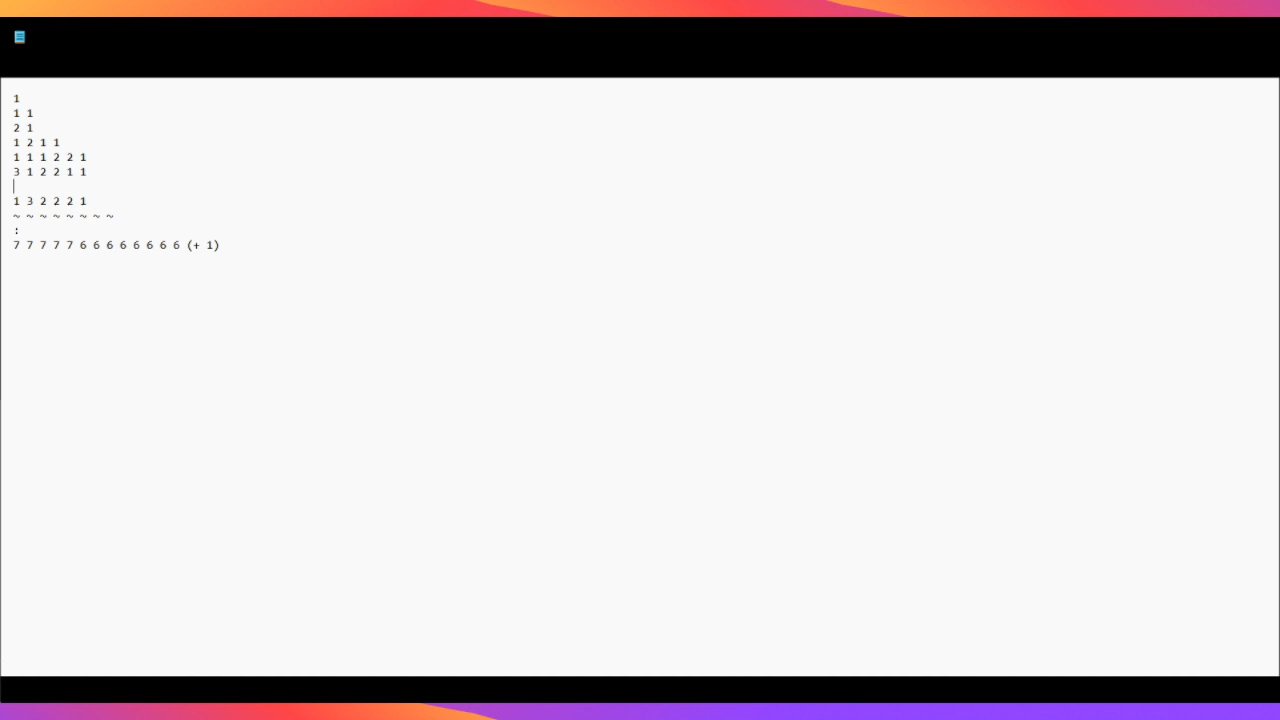 1
1 1
2 1
1 2 1 1
1 1 1 2 2 1
3 1 2 2 1 1
1 3 2 2 2 1
~ ~ ~ ~ ~ ~ ~ ~
:
7 7 7 7 7 6 6 6 6 6 6 6 6 (+ 1)